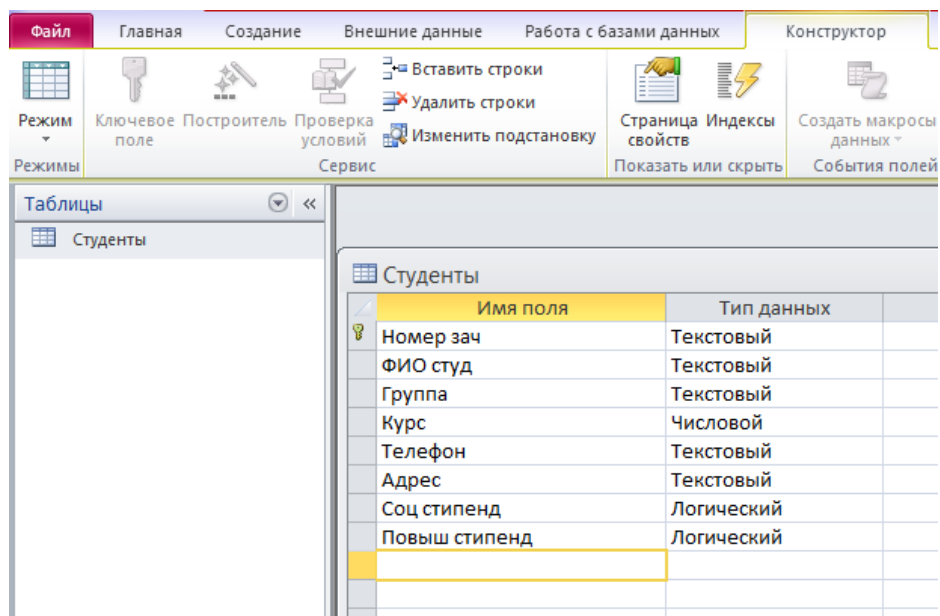 Файл Главная Создание Внешние данные Работа с базами данных Конструктор
Режим
Ключевое поле
Построитель
Проверка условий
Вставить строки
Удалить строки
Изменить подстановку
Страница свойств
Индексы
Создать макросы данных
Режимы Сервис Показать или скрыть События полей
Таблицы
Студенты
Студенты
Имя поля Тип данных
Номер зач Текстовый
ФИО студ Текстовый
Группа Текстовый
Курс Числовой
Телефон Текстовый
Адрес Текстовый
Соц стипенд Логический
Повыш стипенд Логический